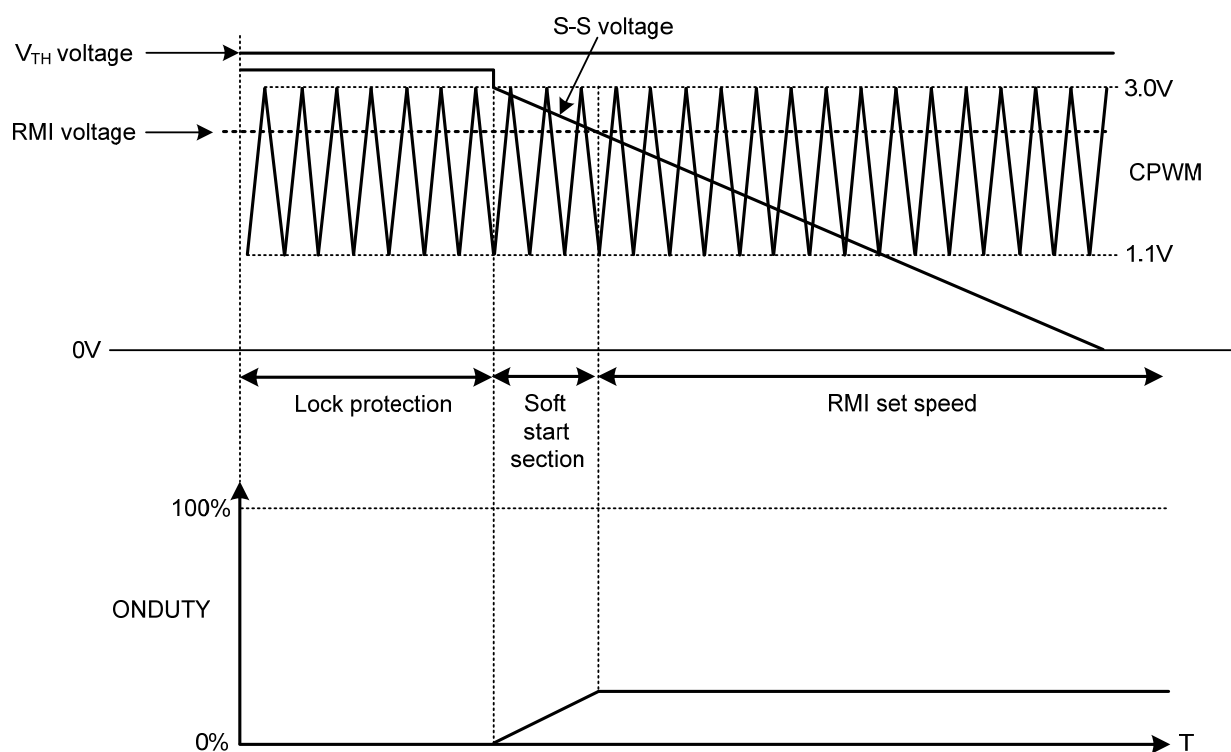 S-S voltage
VTH voltage
3.0V
RMI voltage
CPWM
1.1V
0V
Lock protection
Soft
start
section
RMI set speed
100%
ONDUTY
0%
T